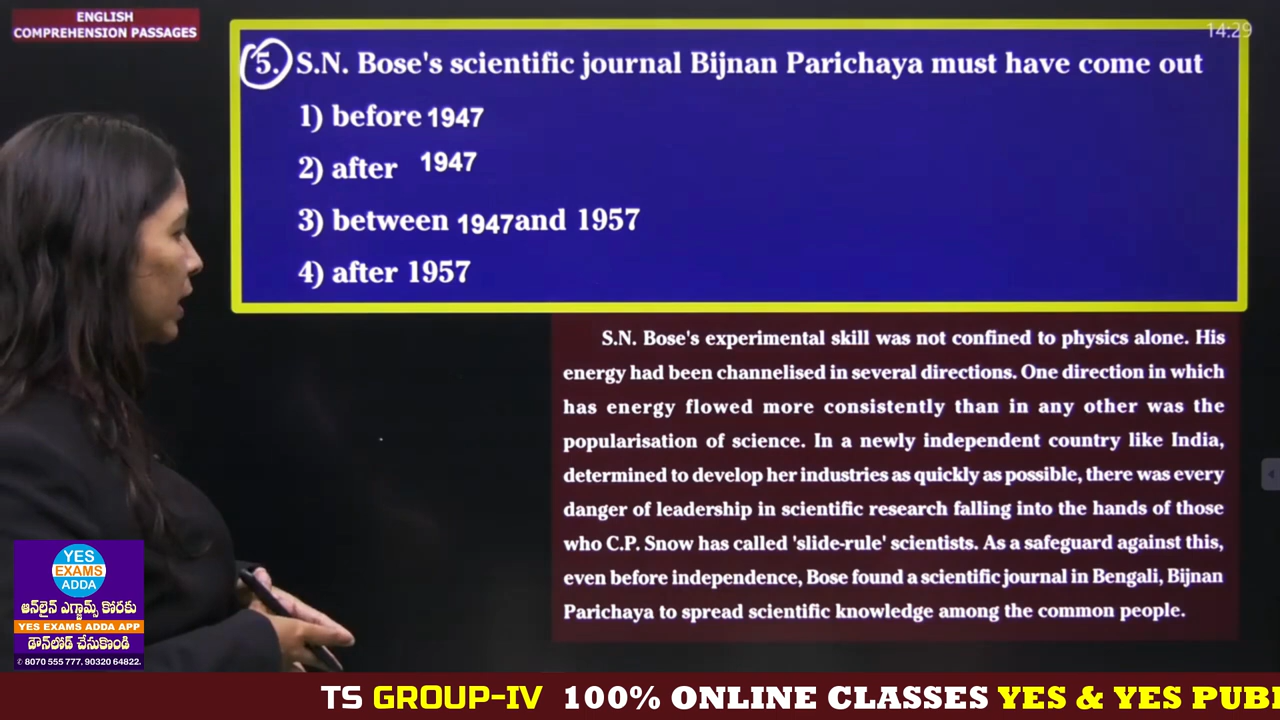 ENGLISH
COMPREHENSION PASSAGES
14:29
5. S.N. Bose's scientific journal Bijnan Parichaya must have come out
1) before 1947
2) after 1947
3) between 1947and 1957
4) after 1957
S.N. Bose's experimental skill was not confined to physics alone. His
energy had been channelised in several directions. One direction in which
has energy flowed more consistently than in any other was the
popularisation of science. In a newly independent country like India,
determined to develop her industries as quickly as possible, there was every
danger of leadership in scientific research falling into the hands of those
who C.P. Snow has called 'slide-rule' scientists. As a safeguard against this,
even before independence, Bose found a scientific journal in Bengali, Bijnan
Parichaya to spread scientific knowledge among the common people.
YES
EXAMS
ADDA
ఆన్‌లైన్ ఎగ్జామ్స్ కొరకు
YES EXAMS ADDA APP
డౌన్‌లోడ్ చేసుకొండి
8070 555 777, 90320 64822.
TS GROUP-IV 100% ONLINE CLASSES YES & YES PUBL